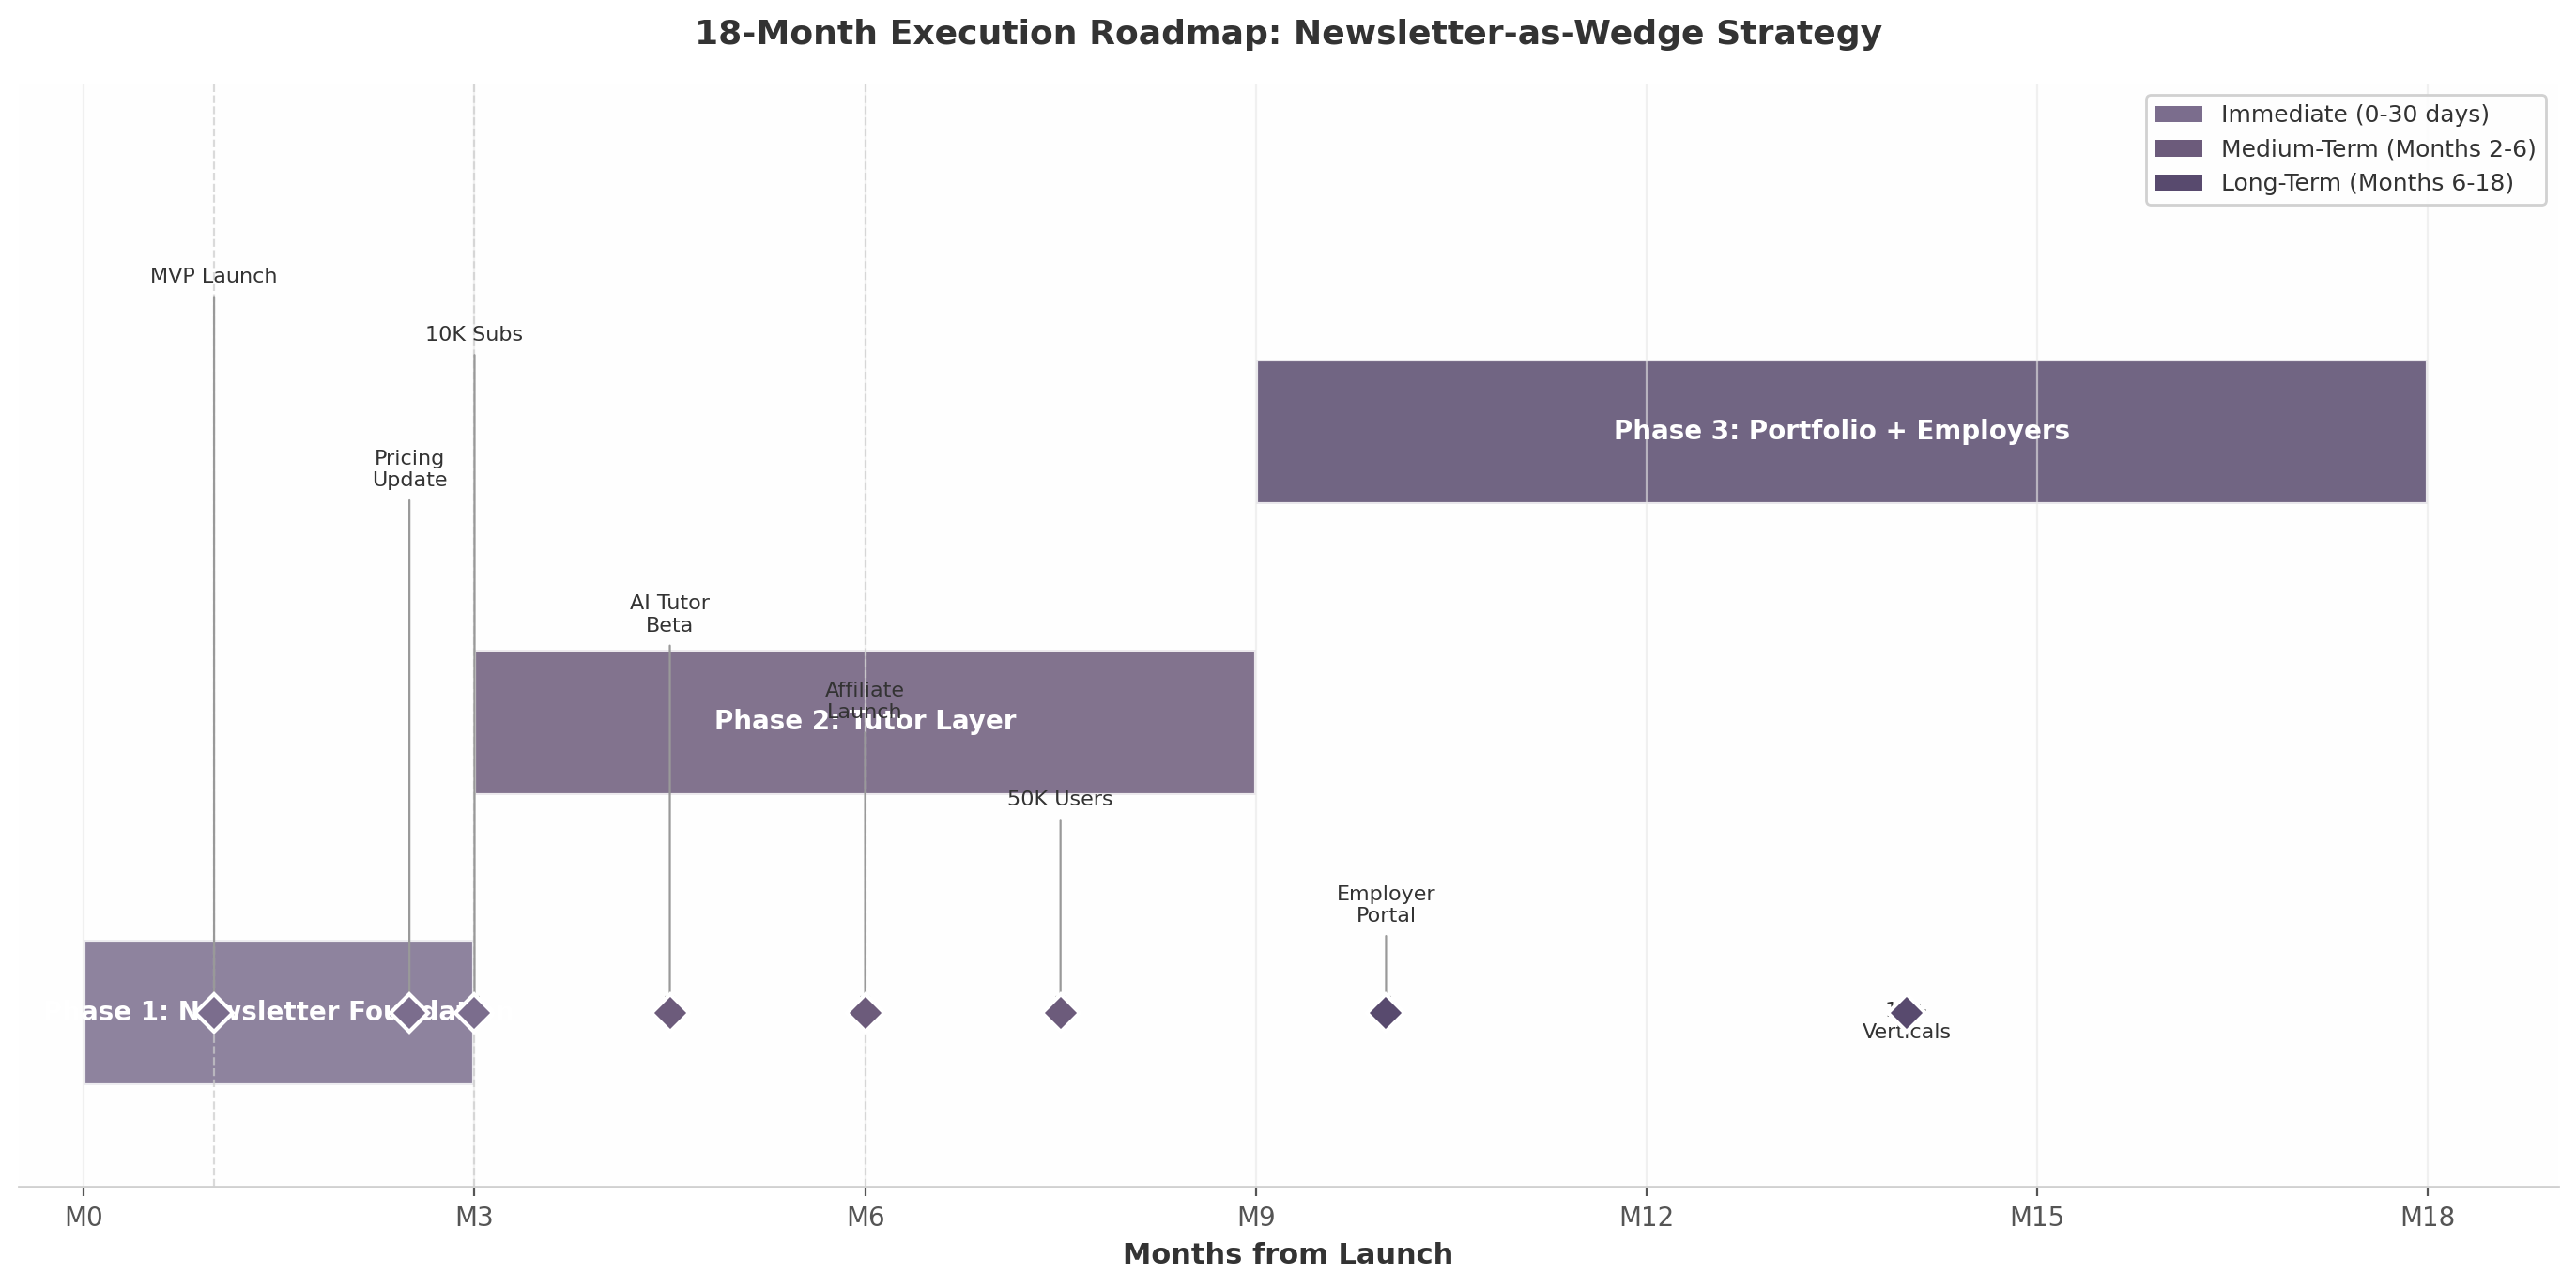 18-Month Execution Roadmap: Newsletter-as-Wedge Strategy
Immediate (0-30 days)
Medium-Term (Months 2-6)
Long-Term (Months 6-18)
MVP Launch
10K Subs
Phase 3: Portfolio + Employers
Pricing
Update
AI Tutor
Beta
Affiliate
Launch
Phase 2: Tutor Layer
50K Users
Employer
Portal
1:
Verticals
M0
M3
M6
M9
M12
M15
M18
Months from Launch